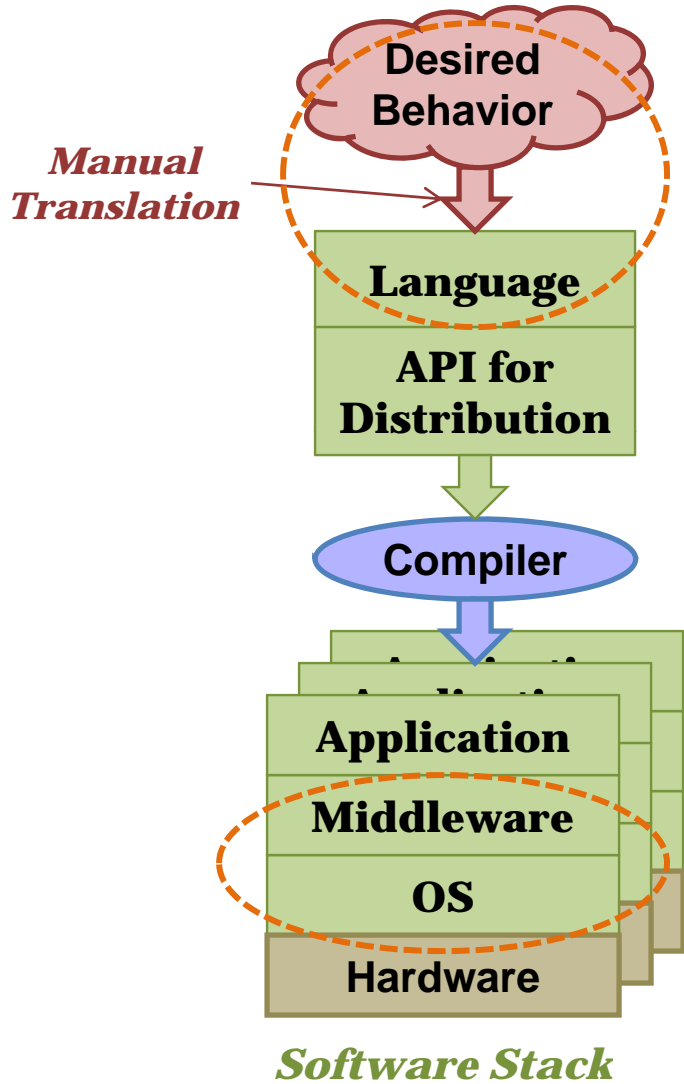 Desired
Behavior
Manual
Translation
Language
API for
Distribution
Compiler
Application
Middleware
OS
Hardware
Software Stack